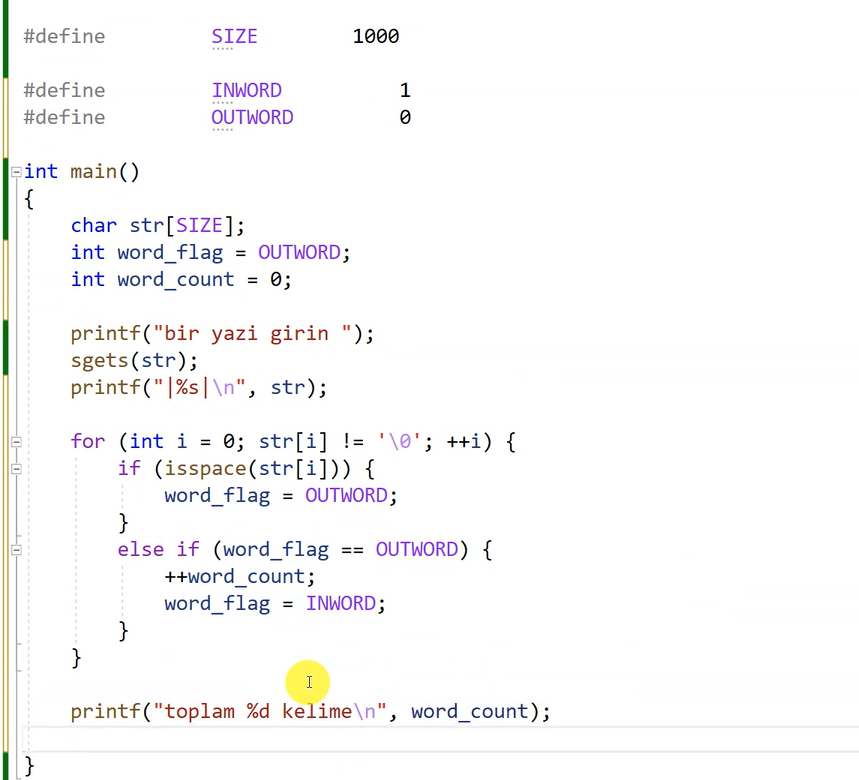 #define         SIZE        1000
#define         INWORD          1
#define         OUTWORD         0
int main()
{
    char str[SIZE];
    int word_flag = OUTWORD;
    int word_count = 0;
    printf("bir yazi girin ");
    sgets(str);
    printf("|%s|\n", str);
    for (int i = 0; str[i] != '\0'; ++i) {
        if (isspace(str[i])) {
            word_flag = OUTWORD;
        }
        else if (word_flag == OUTWORD) {
            ++word_count;
            word_flag = INWORD;
        }
    }
    printf("toplam %d kelime\n", word_count);
}